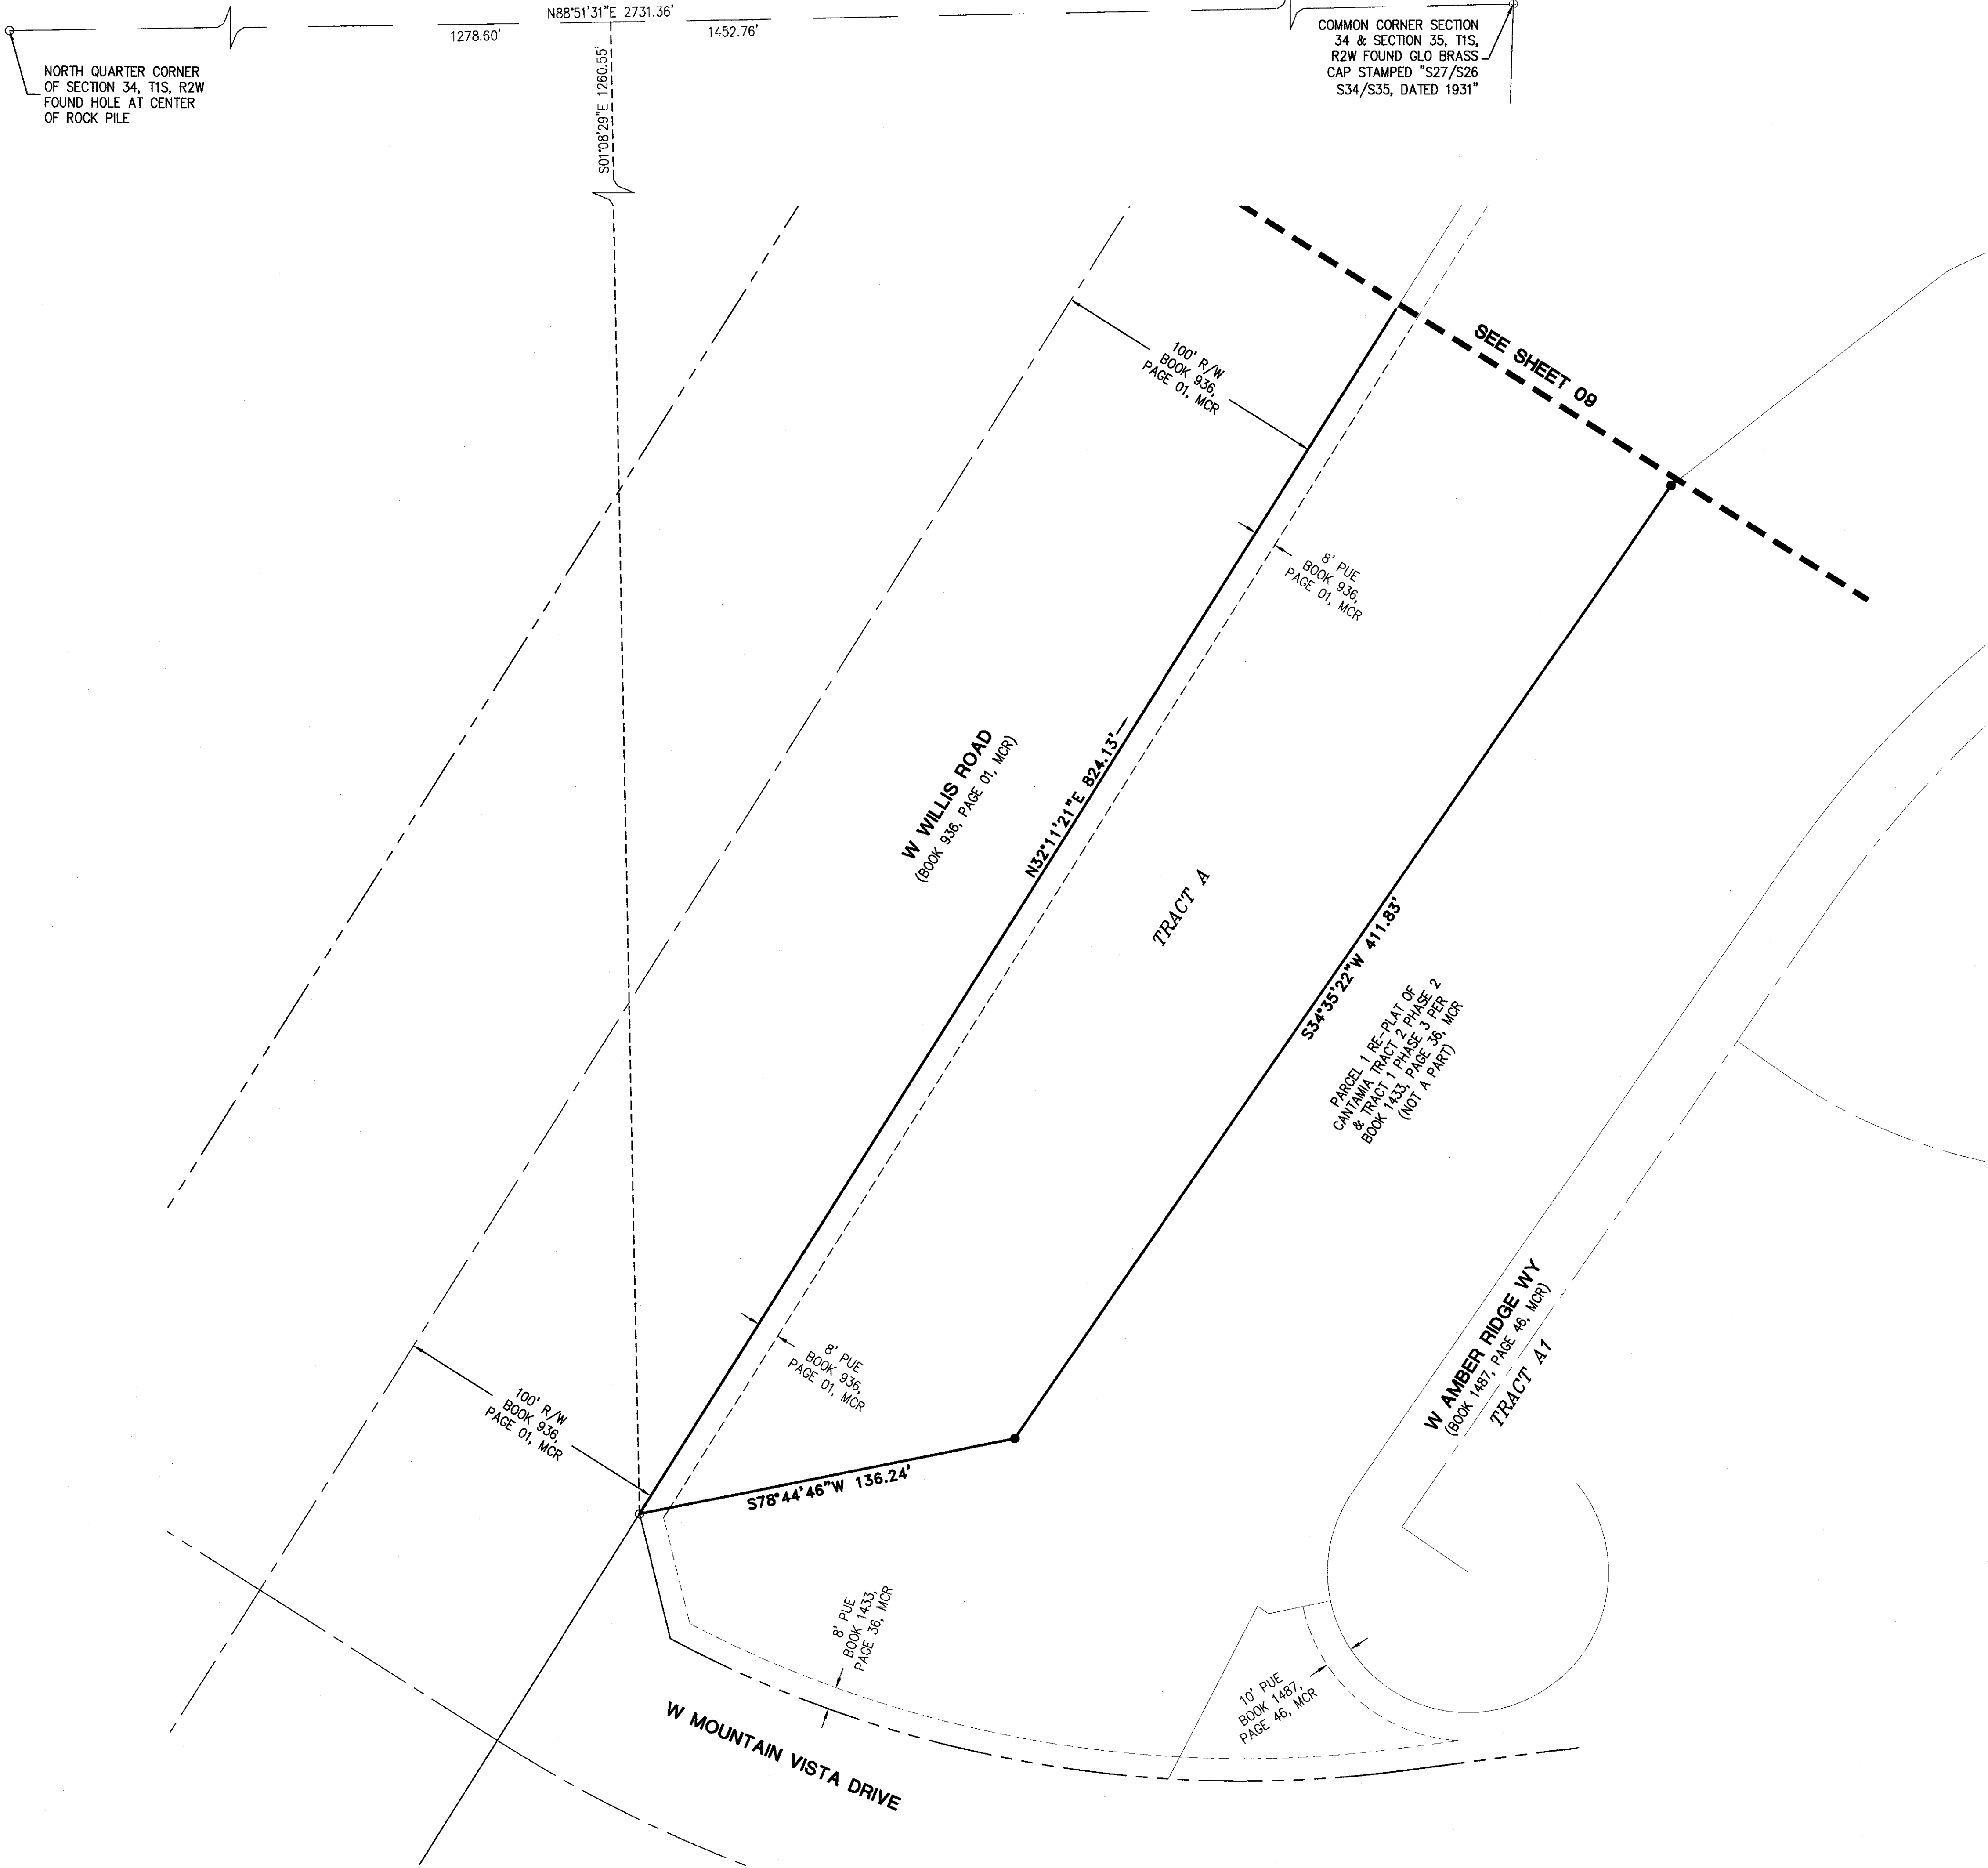 N88°51'31"E 2731.36'
1278.60'
1452.76'
S01°08'29"E 1260.55'
NORTH QUARTER CORNER
OF SECTION 34, T1S, R2W
FOUND HOLE AT CENTER
OF ROCK PILE
COMMON CORNER SECTION
34 & SECTION 35, T1S,
R2W FOUND GLO BRASS
CAP STAMPED "S27/S26
S34/S35, DATED 1931"
SEE SHEET 09
100' R/W
BOOK 936,
PAGE 01, MCR
8' PUE
BOOK 936,
PAGE 01, MCR
W WILLIS ROAD
(BOOK 936, PAGE 01, MCR)
N32°11'21"E 824.13'
TRACT A
S34°35'22"W 411.83'
PARCEL 1 RE-PLAT OF
CANTAMIA TRACT 2 PHASE 2
& TRACT 1 PHASE 3 PER
BOOK 1433, PAGE 36, MCR
(NOT A PART)
W AMBER RIDGE WY
(BOOK 1487, PAGE 46, MCR)
TRACT A1
8' PUE
BOOK 936,
PAGE 01, MCR
100' R/W
BOOK 936,
PAGE 01, MCR
S78°44'46"W 136.24'
8' PUE
BOOK 1433,
PAGE 36, MCR
10' PUE
BOOK 1487,
PAGE 46, MCR
W MOUNTAIN VISTA DRIVE